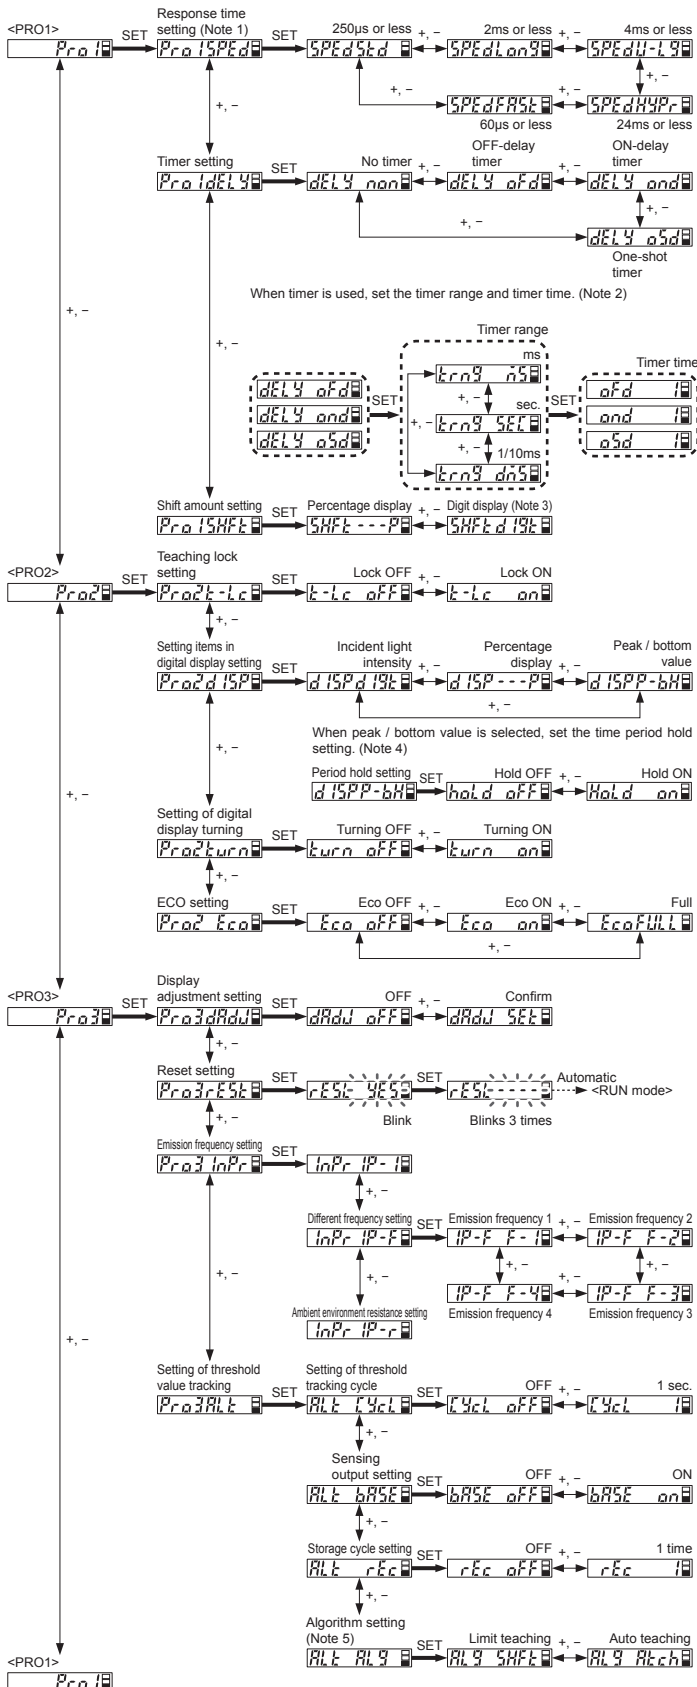 <PRO1>
Pro1
SET
Response time
setting (Note 1)
Pro1SPEd
SET
250µs or less
SPEdStd
+, −
2ms or less
SPEdLong
+, −
4ms or less
SPEdU-Lg
+, −
+, −
SPEdFASt
60µs or less
SPEdHYPr
24ms or less
+, −
Timer setting
Pro1dELY
SET
No timer
dELY non
+, −
OFF-delay
timer
dELY ofd
+, −
ON-delay
timer
dELY ond
+, −
+, −
dELY oSd
One-shot
timer
When timer is used, set the timer range and timer time. (Note 2)
+, −
+, −
Timer range
ms
dELY ofd
dELY ond
dELY oSd
SET
trng mS
+, −
sec.
+, −
trng SEC
+, −
1/10ms
trng dmS
SET
Timer time
ofd 1
ond 1
oSd 1
Shift amount setting
Pro1SHFt
SET
Percentage display
SHFt ---P
+, −
Digit display (Note 3)
SHFtd19t
<PRO2>
Pro2
SET
Teaching lock
setting
Pro2t-Lc
SET
Lock OFF
t-Lc off
+, −
Lock ON
t-Lc on
+, −
Setting items in
digital display setting
Pro2dISP
SET
Incident light
intensity
dISPdIgt
+, −
Percentage
display
dISP---P
+, −
Peak / bottom
value
dISPP-bH
+, −
When peak / bottom value is selected, set the time period hold
setting. (Note 4)
+, −
+, −
Period hold setting
dISPP-bH
SET
Hold OFF
hoLd oFF
+, −
Hold ON
HoLd on
Setting of digital
display turning
Pro2turn
SET
Turning OFF
turn oFF
+, −
Turning ON
turn on
+, −
ECO setting
Pro2 Eco
SET
Eco OFF
Eco oFF
+, −
Eco ON
Eco on
+, −
Full
EcoFULL
+, −
<PRO3>
Pro3
SET
Display
adjustment setting
Pro3dAdJ
SET
OFF
dAdJ oFF
+, −
Confirm
dAdJ SEt
+, −
Reset setting
Pro3rESt
SET
rESt YES
Blink
SET
rESt----
Blinks 3 times
Automatic
<RUN mode>
+, −
Emission frequency setting
Pro3InPr
SET
InPr IP-1
+, −
Different frequency setting
InPr IP-F
SET
Emission frequency 1
IP-F F-1
+, −
Emission frequency 2
IP-F F-2
+, −
+, −
+, −
+, −
IP-F F-4
+, −
IP-F F-3
Emission frequency 4
Emission frequency 3
Ambient environment resistance setting
InPr IP-r
+, −
Setting of threshold
value tracking
Pro3ALt
SET
Setting of threshold
tracking cycle
ALt CYcL
SET
OFF
CYcL oFF
+, −
1 sec.
CYcL 1
+, −
Sensing
output setting
ALt bASE
SET
OFF
bASE oFF
+, −
ON
bASE on
+, −
Storage cycle setting
ALt rEc
SET
OFF
rEc oFF
+, −
1 time
rEc 1
+, −
Algorithm setting
(Note 5)
ALt ALg
SET
Limit teaching
ALg SHFt
+, −
Auto teaching
ALg Atch
<PRO1>
Pro1